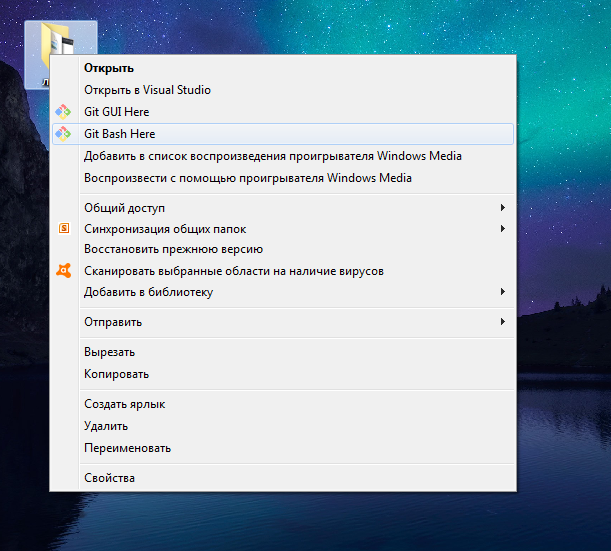 Открыть
Открыть в Visual Studio
Git GUI Here
Git Bash Here
Добавить в список воспроизведения проигрывателя Windows Media
Воспроизвести с помощью проигрывателя Windows Media
Общий доступ
Синхронизация общих папок
Восстановить прежнюю версию
Сканировать выбранные области на наличие вирусов
Добавить в библиотеку
Отправить
Вырезать
Копировать
Создать ярлык
Удалить
Переименовать
Свойства